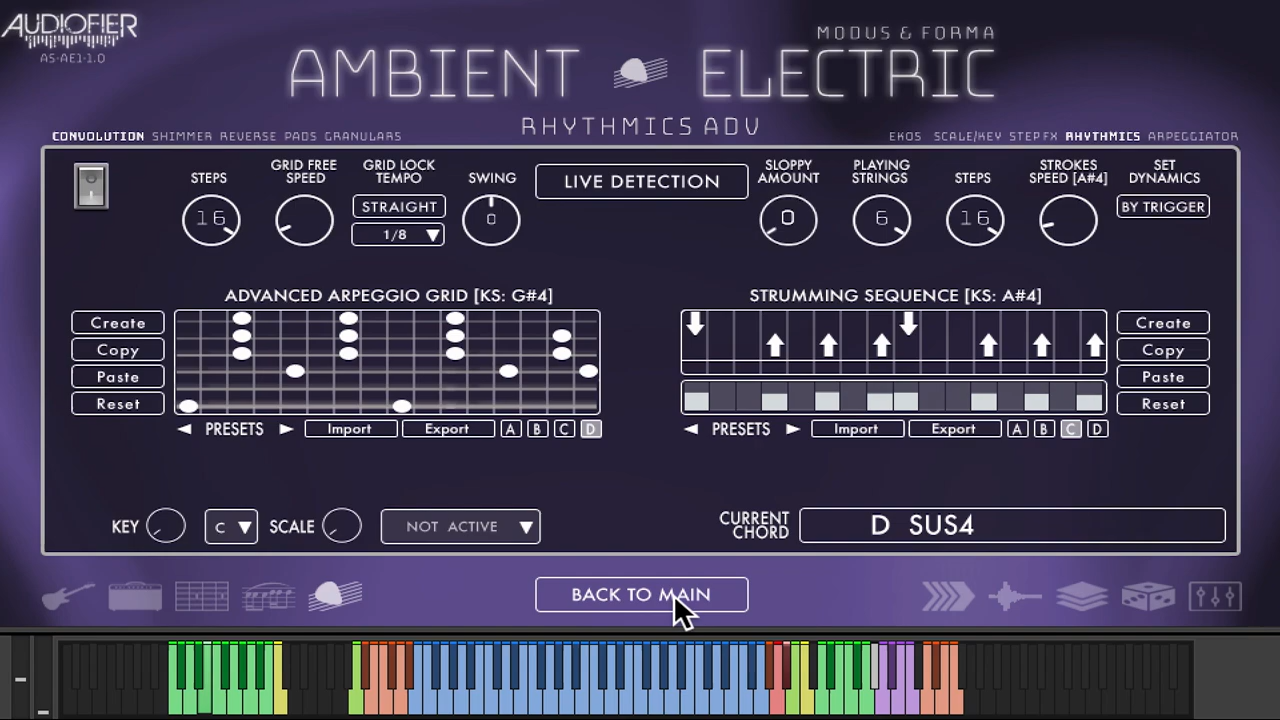 AUDIOFIER
AS-AE1-1.0
MODUS & FORMA
AMBIENT ELECTRIC
RHYTHMICS ADV
CONVOLUTION SHIMMER REVERSE PADS GRANULARS
EKOS SCALE/KEY STEPFX RHYTHMICS ARPEGGIATOR
STEPS
16
GRID FREE
SPEED
GRID LOCK
TEMPO
STRAIGHT
1/8
SWING
0
LIVE DETECTION
SLOPPY
AMOUNT
0
PLAYING
STRINGS
6
STEPS
16
STROKES
SPEED [A#4]
SET
DYNAMICS
BY TRIGGER
ADVANCED ARPEGGIO GRID [KS: G#4]
Create
Copy
Paste
Reset
PRESETS
Import
Export
A B C D
STRUMMING SEQUENCE [KS: A#4]
Create
Copy
Paste
Reset
PRESETS
Import
Export
A B C D
KEY
C
SCALE
NOT ACTIVE
CURRENT
CHORD
D SUS4
BACK TO MAIN